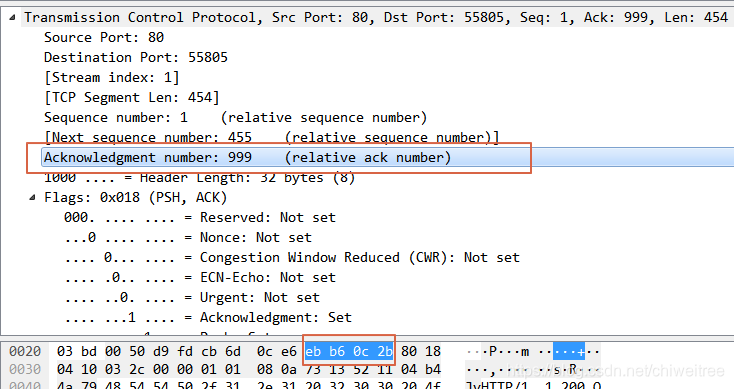 Transmission Control Protocol, Src Port: 80, Dst Port: 55805, Seq: 1, Ack: 999, Len: 454
Source Port: 80
Destination Port: 55805
[Stream index: 1]
[TCP Segment Len: 454]
Sequence number: 1    (relative sequence number)
[Next sequence number: 455    (relative sequence number)]
Acknowledgment number: 999    (relative ack number)
1000 .... = Header Length: 32 bytes (8)
Flags: 0x018 (PSH, ACK)
000. .... .... = Reserved: Not set
...0 .... .... = Nonce: Not set
.... 0... .... = Congestion Window Reduced (CWR): Not set
.... .0.. .... = ECN-Echo: Not set
.... ..0. .... = Urgent: Not set
.... ...1 .... = Acknowledgment: Set
0020 03 bd 00 50 d9 fd cb 6d 0c e6 eb b6 0c 2b 80 18 ···P···m ·····+··
0030 04 10 03 2c 00 00 01 01 08 0a 73 13 52 11 04 b4
0040 4a 79 48 54 54 50 2f 31 2e 31 20 32 30 30 20 4f JyHTTP/1 .1 200 O